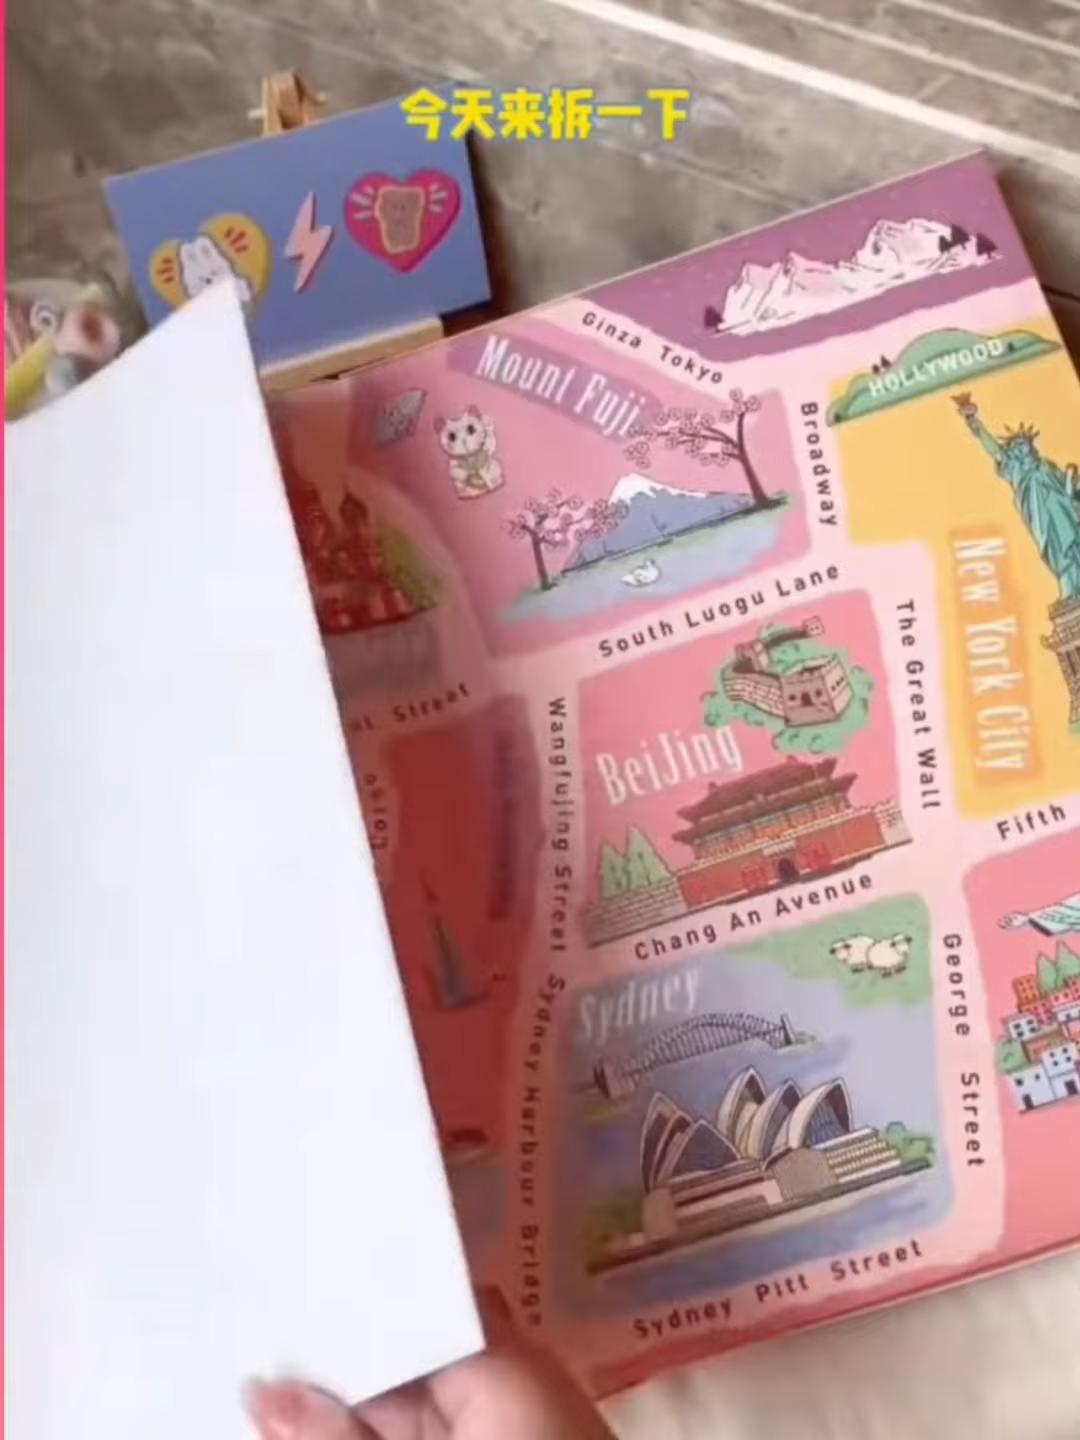 今天来拆一下
Ginza Tokyo
Mount Fuji
HOLLYWOOD
Broadway
South Luogu Lane
New York City
The Great Wall
Street
Wangfujing Street
BeiJing
Fifth
Chang An Avenue
George Street
Sydney
Sydney Harbour Bridge
Sydney Pitt Street